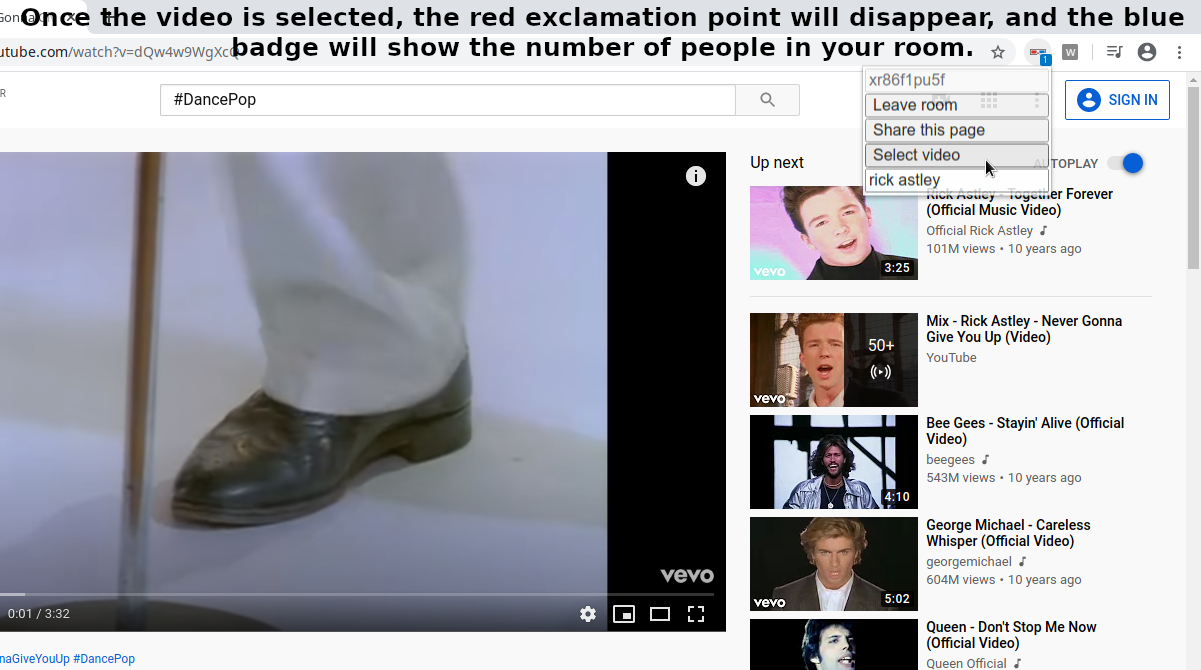 Once the video is selected, the red exclamation point will disappear, and the blue
badge will show the number of people in your room.
utube.com/watch?v=dQw4w9WgXcQ
1
W
R
#DancePop
xr86f1pu5f
Leave room
Share this page
Select video
rick astley
SIGN IN
Up next
AUTOPLAY
i
Rick Astley - Together Forever
(Official Music Video)
Official Rick Astley
101M views • 10 years ago
vevo
3:25
Mix - Rick Astley - Never Gonna
Give You Up (Video)
YouTube
50+
vevo
Bee Gees - Stayin' Alive (Official
Video)
beegees
543M views • 10 years ago
4:10
George Michael - Careless
Whisper (Official Video)
georgemichael
604M views • 10 years ago
vevo
5:02
Queen - Don't Stop Me Now
(Official Video)
Queen Official
vevo
0:01 / 3:32
naGiveYouUp #DancePop